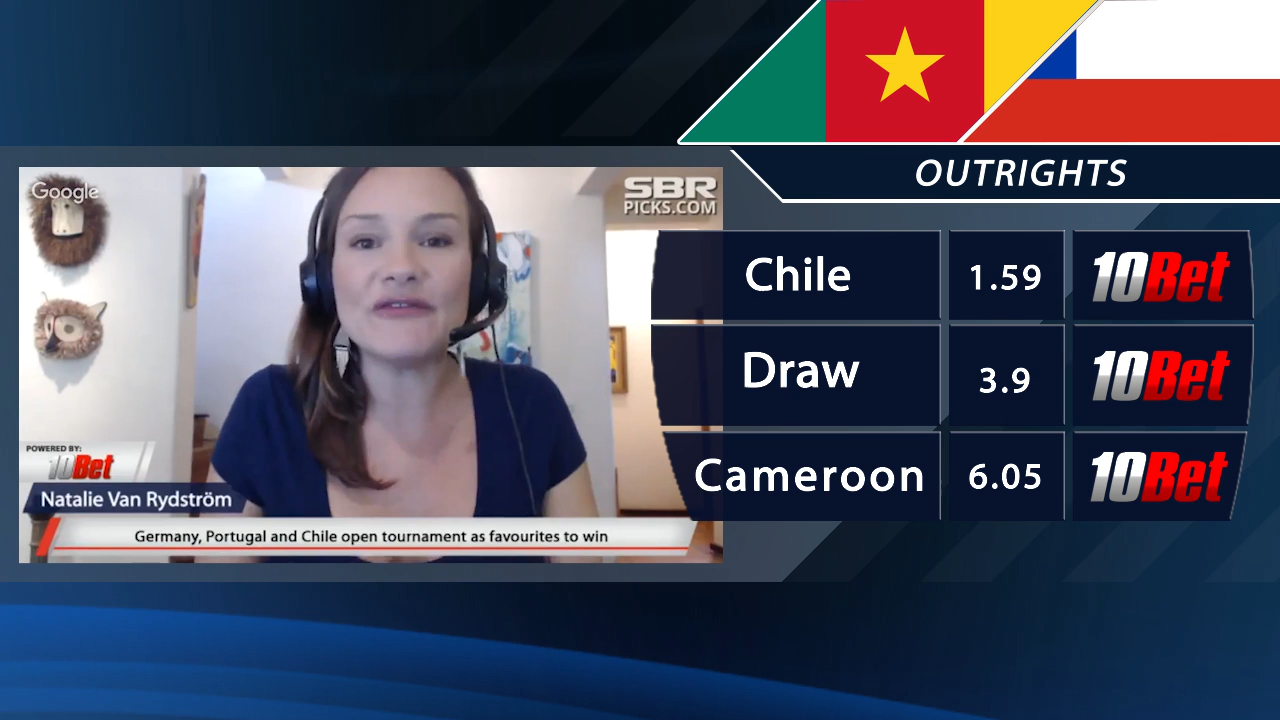 OUTRIGHTS
Google
SBR
PICKS.COM
Chile 1.59 10Bet
Draw 3.9 10Bet
Cameroon 6.05 10Bet
POWERED BY:
10Bet
Natalie Van Rydström
Germany, Portugal and Chile open tournament as favourites to win